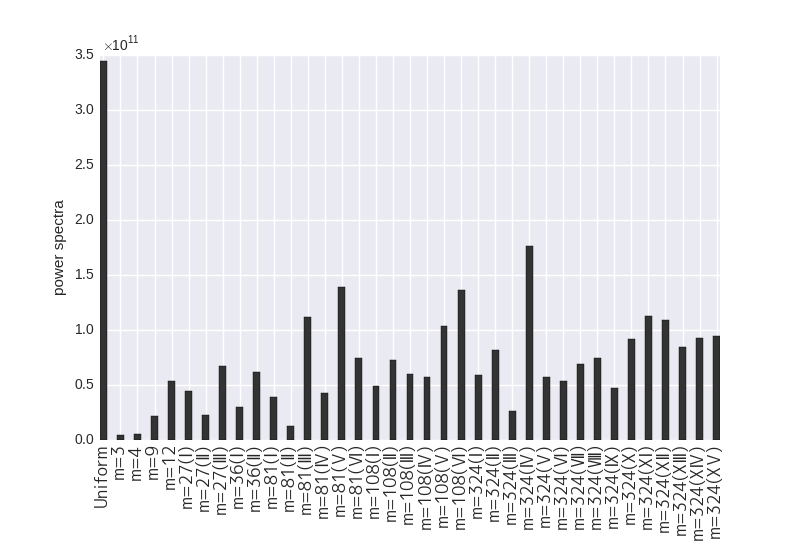 ×10^11
3.5
3.0
2.5
2.0
1.5
1.0
0.5
0.0
power spectra
Uniform
m=3
m=4
m=9
m=12
m=27(Ⅰ)
m=27(Ⅱ)
m=27(Ⅲ)
m=36(Ⅰ)
m=36(Ⅱ)
m=81(Ⅰ)
m=81(Ⅱ)
m=81(Ⅲ)
m=81(Ⅳ)
m=81(Ⅴ)
m=81(Ⅵ)
m=108(Ⅰ)
m=108(Ⅱ)
m=108(Ⅲ)
m=108(Ⅳ)
m=108(Ⅴ)
m=108(Ⅵ)
m=324(Ⅰ)
m=324(Ⅱ)
m=324(Ⅲ)
m=324(Ⅳ)
m=324(Ⅴ)
m=324(Ⅵ)
m=324(Ⅶ)
m=324(Ⅷ)
m=324(Ⅸ)
m=324(Ⅹ)
m=324(Ⅺ)
m=324(Ⅻ)
m=324(XⅢ)
m=324(XⅣ)
m=324(XⅤ)